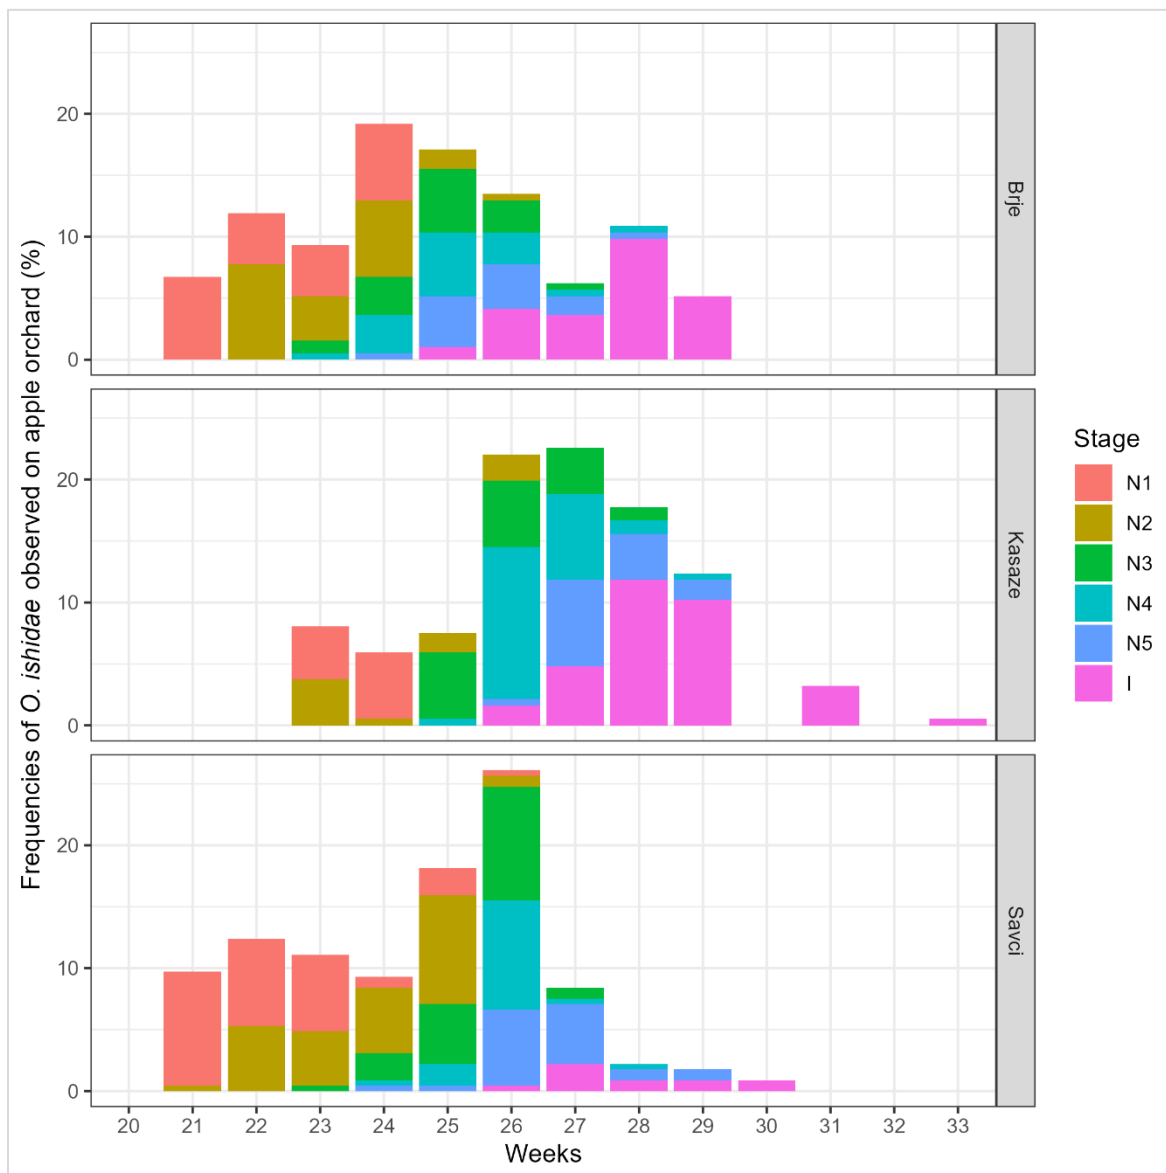 Frequencies of O. ishidae observed on apple orchard (%)
20
10
0
Brje
20
10
0
Kasaze
20
10
0
Savci
20 21 22 23 24 25 26 27 28 29 30 31 32 33
Weeks
Stage
N1
N2
N3
N4
N5
I